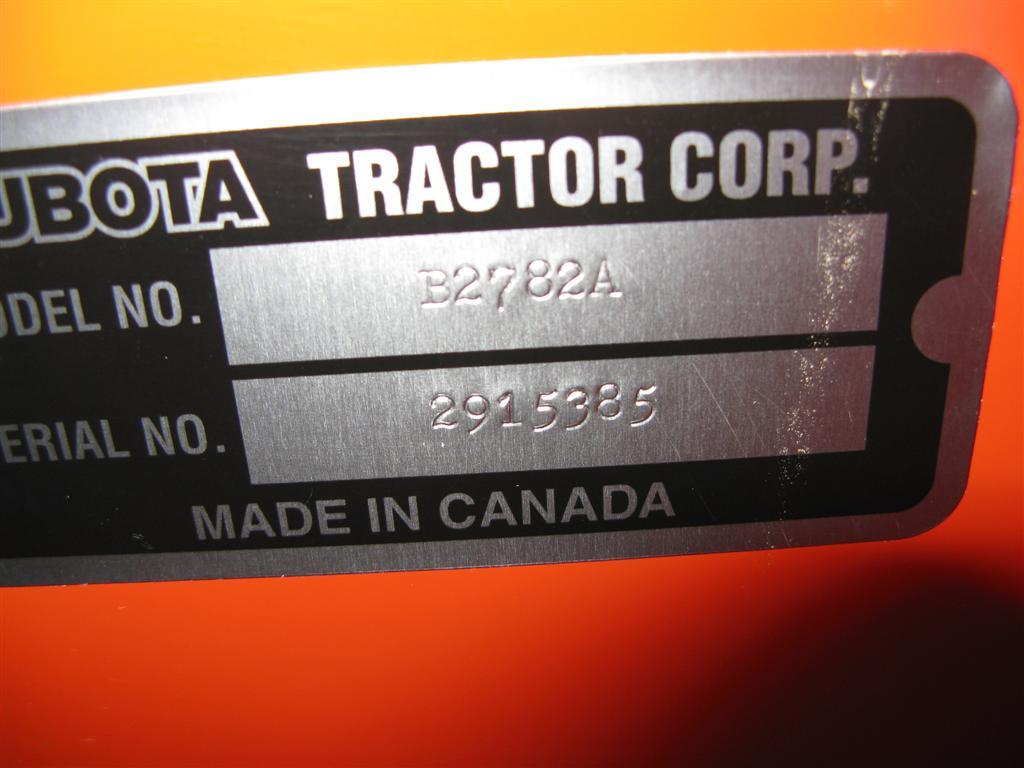 UBOTA TRACTOR CORP.
ODEL NO. B2782A
ERIAL NO. 2915385
MADE IN CANADA